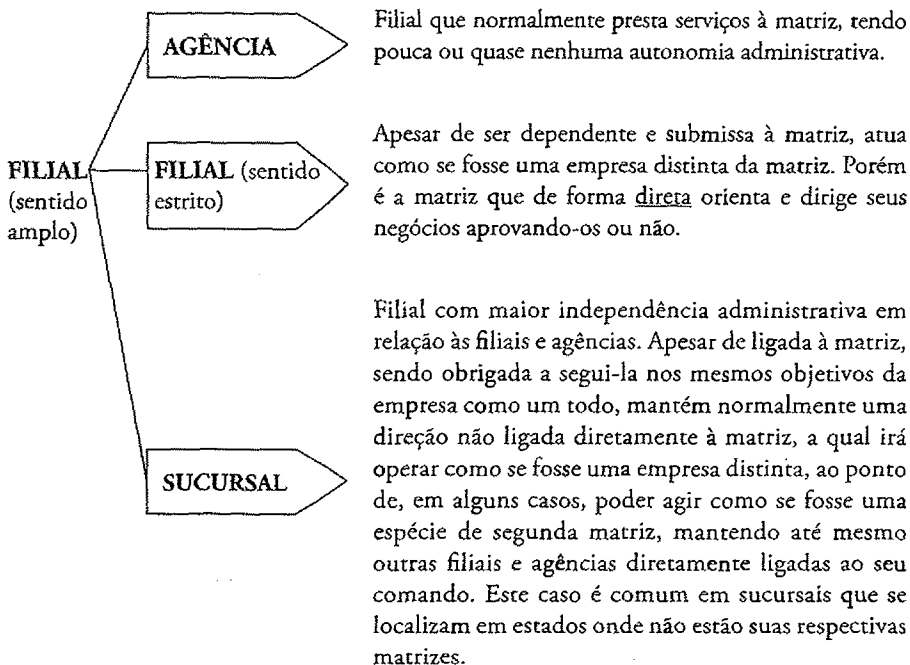 AGÊNCIA
Filial que normalmente presta serviços à matriz, tendo
pouca ou quase nenhuma autonomia administrativa.
FILIAL
(sentido
amplo)
FILIAL (sentido
estrito)
Apesar de ser dependente e submissa à matriz, atua
como se fosse uma empresa distinta da matriz. Porém
é a matriz que de forma direta orienta e dirige seus
negócios aprovando-os ou não.
SUCURSAL
Filial com maior independência administrativa em
relação às filiais e agências. Apesar de ligada à matriz,
sendo obrigada a segui-la nos mesmos objetivos da
empresa como um todo, mantém normalmente uma
direção não ligada diretamente à matriz, a qual irá
operar como se fosse uma empresa distinta, ao ponto
de, em alguns casos, poder agir como se fosse uma
espécie de segunda matriz, mantendo até mesmo
outras filiais e agências diretamente ligadas ao seu
comando. Este caso é comum em sucursais que se
localizam em estados onde não estão suas respectivas
matrizes.